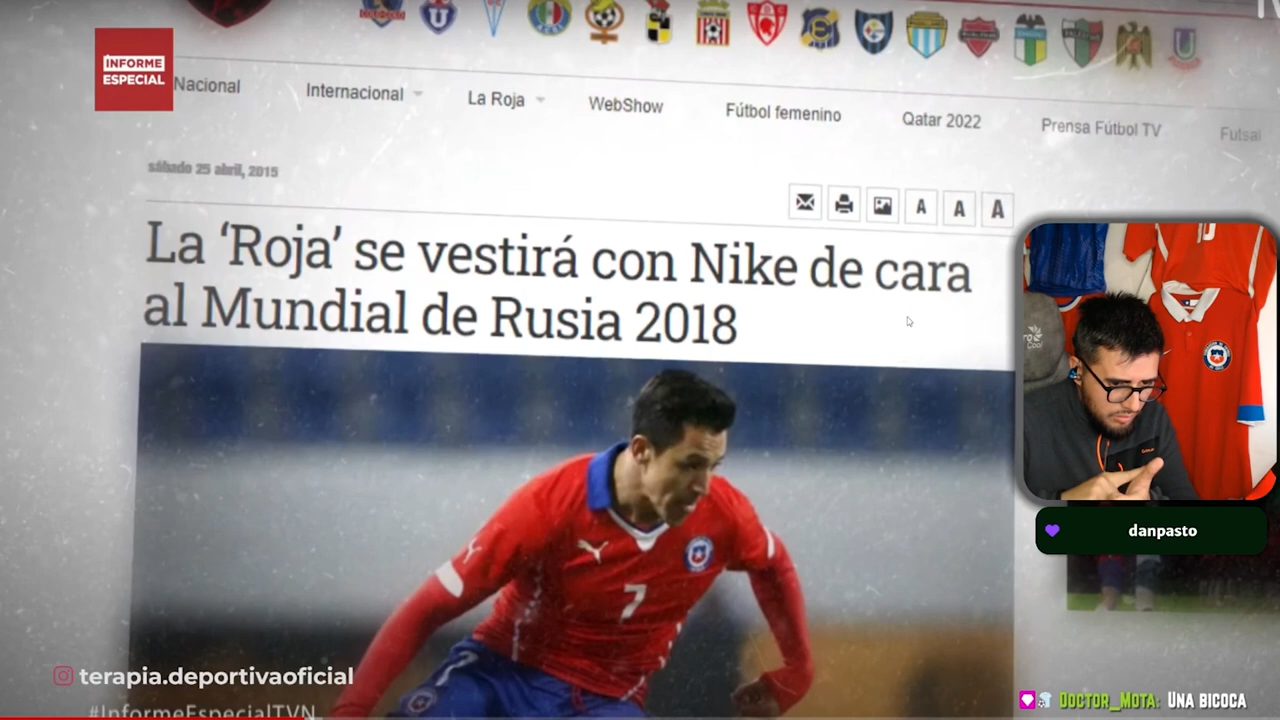 INFORME
ESPECIAL
Nacional
Internacional
La Roja
WebShow
Fútbol femenino
Qatar 2022
Prensa Fútbol TV
Futsal
sábado 25 abril, 2015
A A A
La ‘Roja’ se vestirá con Nike de cara
al Mundial de Rusia 2018
7
7
danpasto
terapia.deportivaoficial
#InformeEspecialTVN
DOCTOR_MOTA: UNA BICOCA